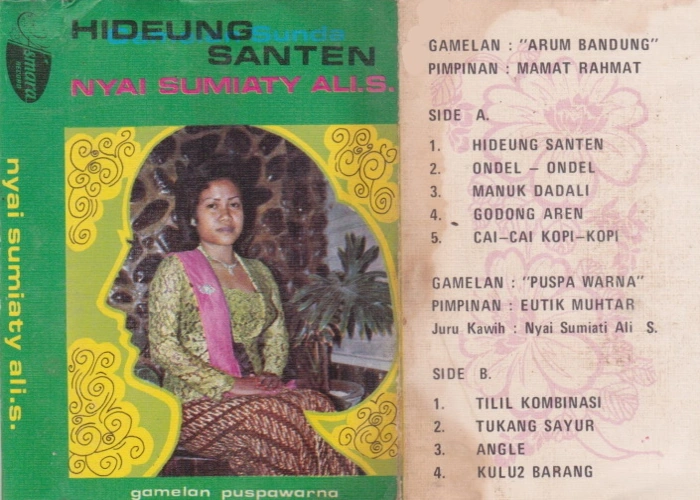 Asmara
RECORD
HIDEUNG
Sunda
SANTEN
NYAI SUMIATY ALI.S.
nyai sumiaty ali.s.
gamelan puspawarna
GAMELAN : "ARUM BANDUNG"
PIMPINAN : MAMAT RAHMAT
SIDE A.
1. HIDEUNG SANTEN
2. ONDEL – ONDEL
3. MANUK DADALI
4. GODONG AREN
5. CAI–CAI KOPI–KOPI
GAMELAN : "PUSPA WARNA"
PIMPINAN : EUTIK MUHTAR
Juru Kawih : Nyai Sumiati Ali S.
SIDE B.
1. TILIL KOMBINASI
2. TUKANG SAYUR
3. ANGLE
4. KULU2 BARANG